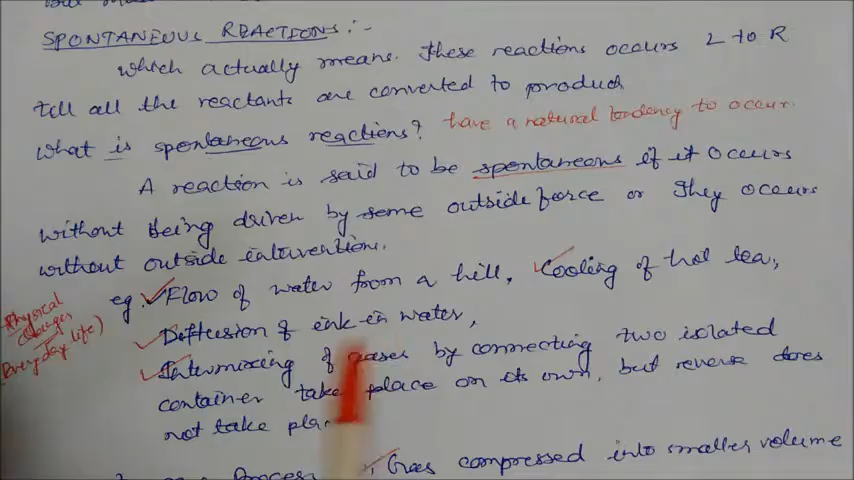 SPONTANEOUS REACTIONS :-
which actually means. These reactions occurs L to R
till all the reactants are converted to product
What is spontaneous reactions? have a natural tendency to occur.
A reaction is said to be spontaneous if it occurs
without being driven by some outside force or They occurs
without outside intervention.
eg. Flow of water from a hill, Cooling of hot tea,
Physical changes
Everyday life)
Diffusion of ink in water,
Intermixing of gases by connecting two isolated
container take place on its own, but reverse does
not take pla
Process
Gas compressed into smaller volume